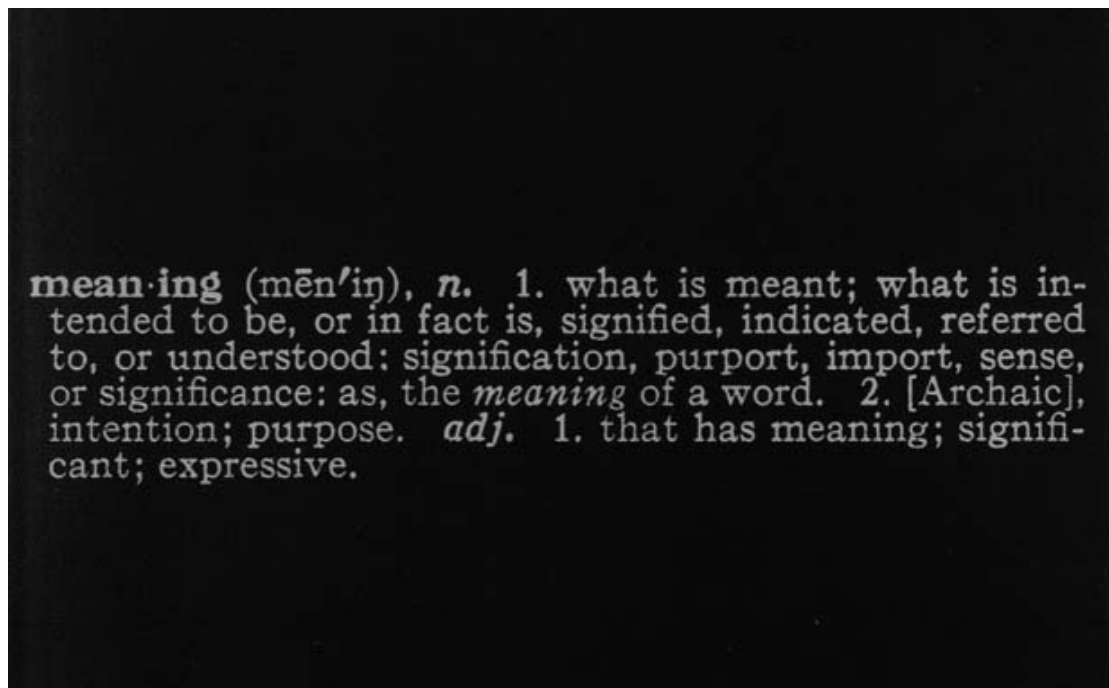 mean·ing (mēn′iŋ), n. 1. what is meant; what is in-
tended to be, or in fact is, signified, indicated, referred
to, or understood: signification, purport, import, sense,
or significance: as, the meaning of a word. 2. [Archaic],
intention; purpose. adj. 1. that has meaning; signifi-
cant; expressive.